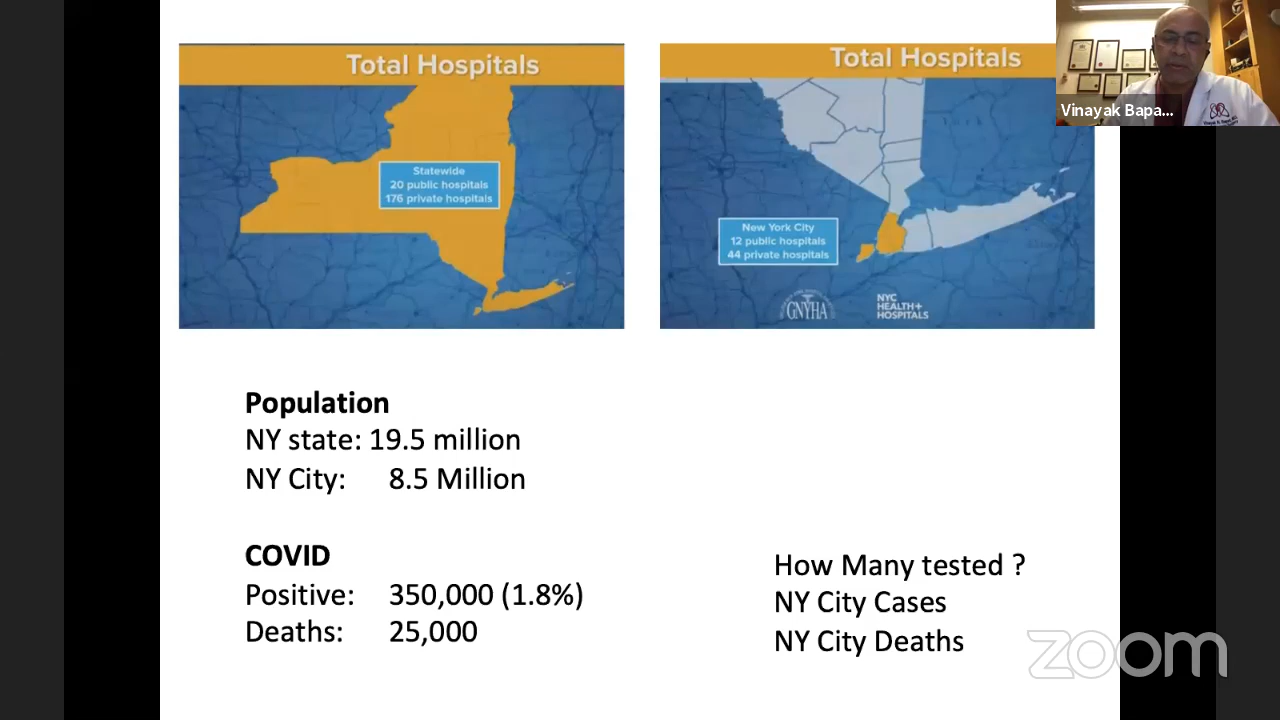 Total Hospitals
Statewide
20 public hospitals
176 private hospitals
Total Hospitals
New York City
12 public hospitals
44 private hospitals
GNYHA
NYC
HEALTH+
HOSPITALS
Vinayak Bapa...
Population
NY state: 19.5 million
NY City: 8.5 Million
COVID
Positive: 350,000 (1.8%)
Deaths: 25,000
How Many tested ?
NY City Cases
NY City Deaths
zoom